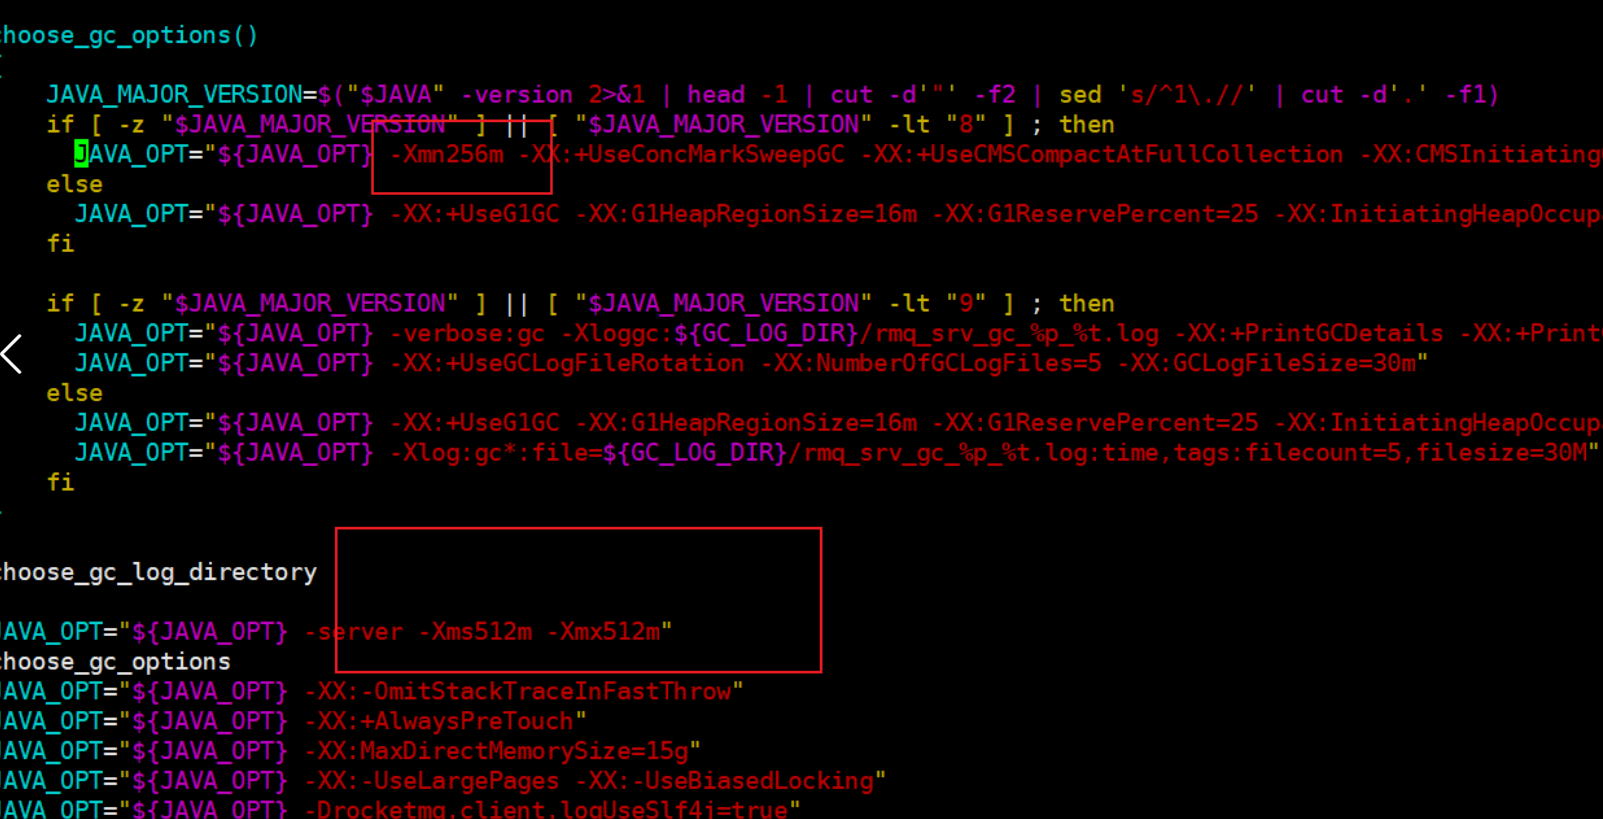 hoose_gc_options()
JAVA_MAJOR_VERSION=$("$JAVA" -version 2>&1 | head -1 | cut -d'"' -f2 | sed 's/^1\.//' | cut -d'.' -f1)
if [ -z "$JAVA_MAJOR_VERSION" ] || [ "$JAVA_MAJOR_VERSION" -lt "8" ] ; then
JAVA_OPT="${JAVA_OPT} -Xmn256m -XX:+UseConcMarkSweepGC -XX:+UseCMSCompactAtFullCollection -XX:CMSInitiating
else
JAVA_OPT="${JAVA_OPT} -XX:+UseG1GC -XX:G1HeapRegionSize=16m -XX:G1ReservePercent=25 -XX:InitiatingHeapOccup
fi
if [ -z "$JAVA_MAJOR_VERSION" ] || [ "$JAVA_MAJOR_VERSION" -lt "9" ] ; then
JAVA_OPT="${JAVA_OPT} -verbose:gc -Xloggc:${GC_LOG_DIR}/rmq_srv_gc_%p_%t.log -XX:+PrintGCDetails -XX:+Print
JAVA_OPT="${JAVA_OPT} -XX:+UseGCLogFileRotation -XX:NumberOfGCLogFiles=5 -XX:GCLogFileSize=30m"
else
JAVA_OPT="${JAVA_OPT} -XX:+UseG1GC -XX:G1HeapRegionSize=16m -XX:G1ReservePercent=25 -XX:InitiatingHeapOccup
JAVA_OPT="${JAVA_OPT} -Xlog:gc*:file=${GC_LOG_DIR}/rmq_srv_gc_%p_%t.log:time,tags:filecount=5,filesize=30M"
fi
hoose_gc_log_directory
JAVA_OPT="${JAVA_OPT} -server -Xms512m -Xmx512m"
hoose_gc_options
JAVA_OPT="${JAVA_OPT} -XX:-OmitStackTraceInFastThrow"
JAVA_OPT="${JAVA_OPT} -XX:+AlwaysPreTouch"
JAVA_OPT="${JAVA_OPT} -XX:MaxDirectMemorySize=15g"
JAVA_OPT="${JAVA_OPT} -XX:-UseLargePages -XX:-UseBiasedLocking"
JAVA_OPT="${JAVA_OPT} -Drocketmq.client.logUseSlf4j=true"